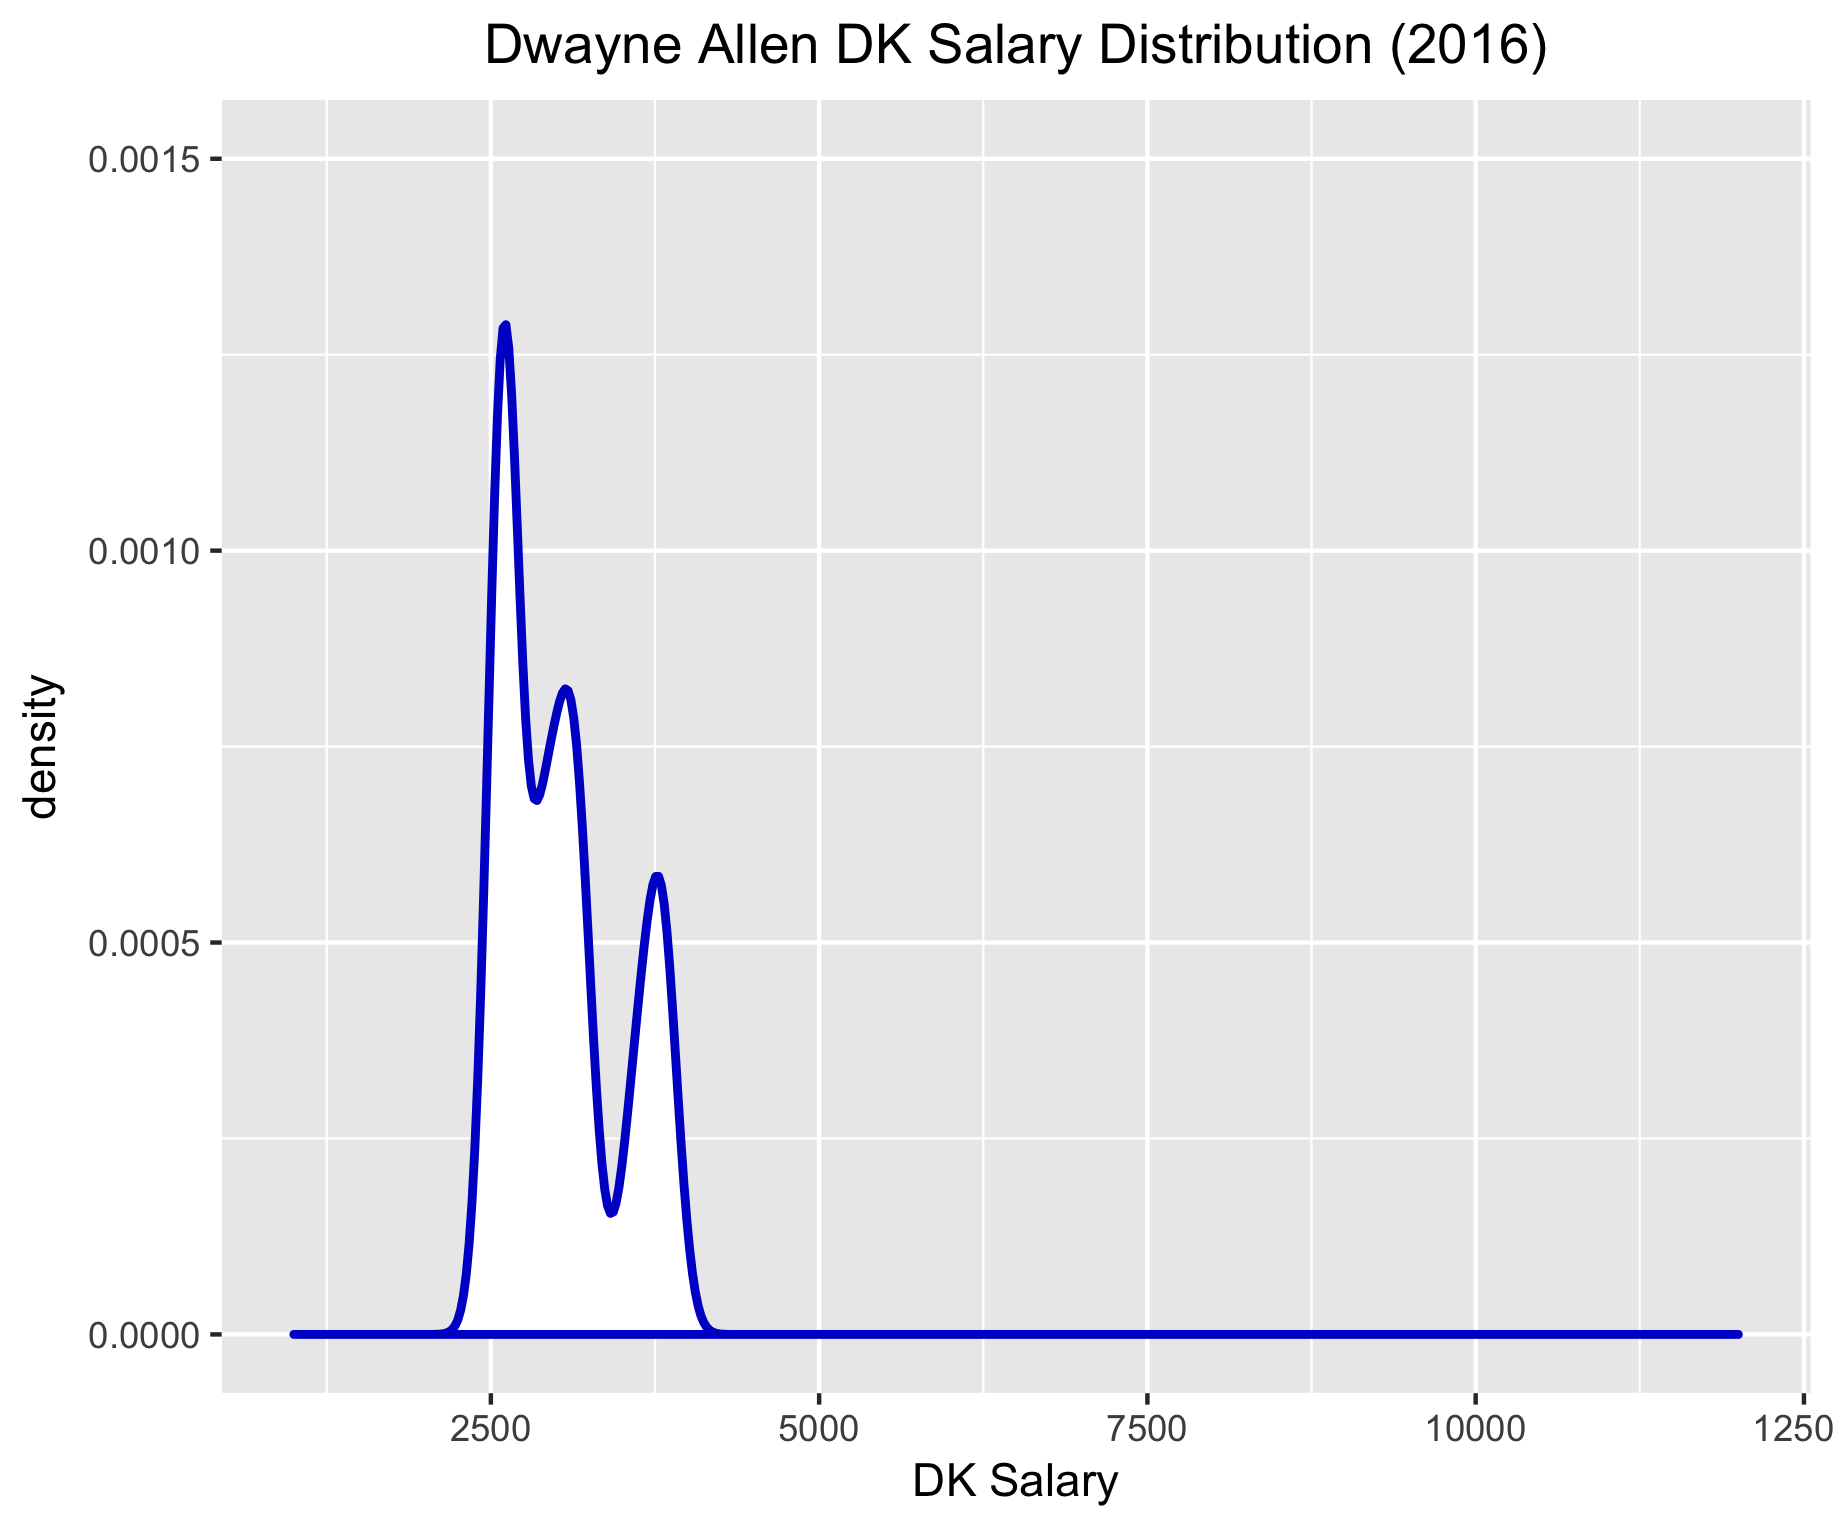 Dwayne Allen DK Salary Distribution (2016)
0.0015
0.0010
0.0005
0.0000
density
2500 5000 7500 10000 1250
DK Salary